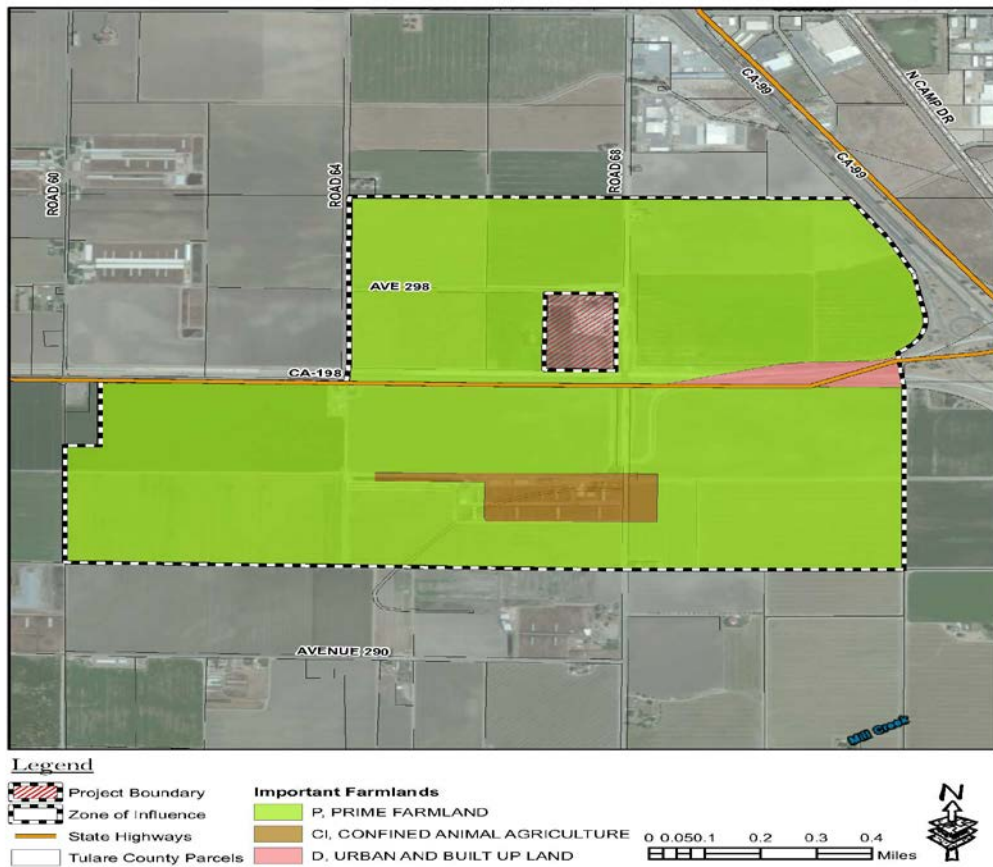 CA-99
N CAMP DR
CA-99
ROAD 60
ROAD 64
ROAD 68
AVE 298
CA-198
AVENUE 290
Mill Creek
Legend
Project Boundary
Zone of Influence
State Highways
Tulare County Parcels
Important Farmlands
P, PRIME FARMLAND
CI, CONFINED ANIMAL AGRICULTURE
D, URBAN AND BUILT UP LAND
0 0.050.1 0.2 0.3 0.4
Miles
N